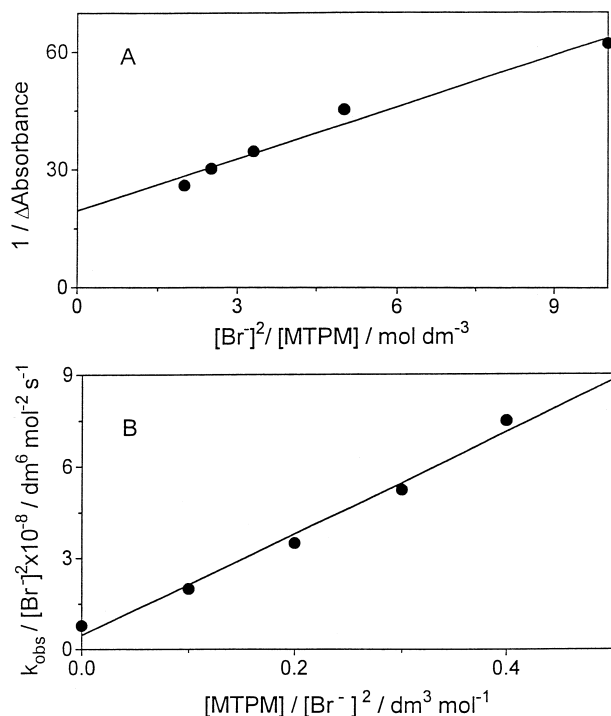 A
60
30
0
1 / ΔAbsorbance
0 3 6 9
[Br⁻]²/ [MTPM] / mol dm⁻³
B
9
6
3
0
k_obs / [Br⁻]²x10⁻⁸ / dm⁶ mol⁻² s⁻¹
0.0 0.2 0.4
[MTPM] / [Br⁻]² / dm³ mol⁻¹